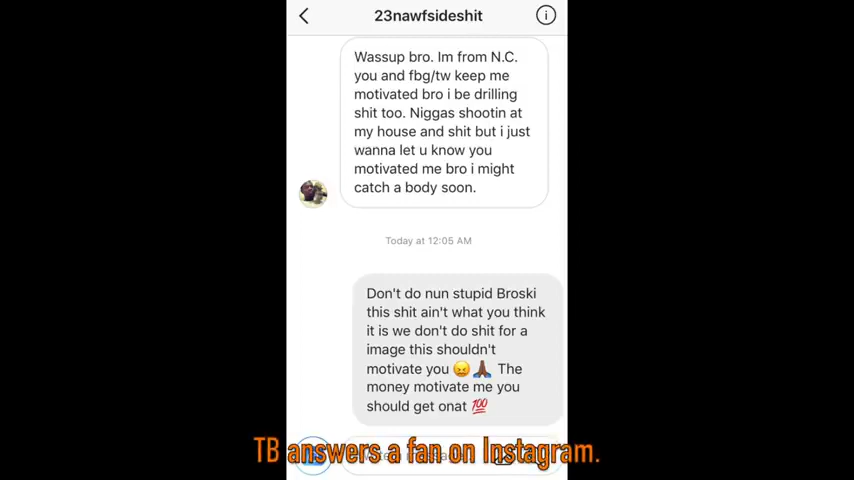 23nawfsideshit
Wassup bro. Im from N.C.
you and fbg/tw keep me
motivated bro i be drilling
shit too. Niggas shootin at
my house and shit but i just
wanna let u know you
motivated me bro i might
catch a body soon.
Today at 12:05 AM
Don't do nun stupid Broski
this shit ain't what you think
it is we don't do shit for a
image this shouldn't
motivate you 😖🙏🏾 The
money motivate me you
should get onat 💯
TB answers a fan on Instagram.